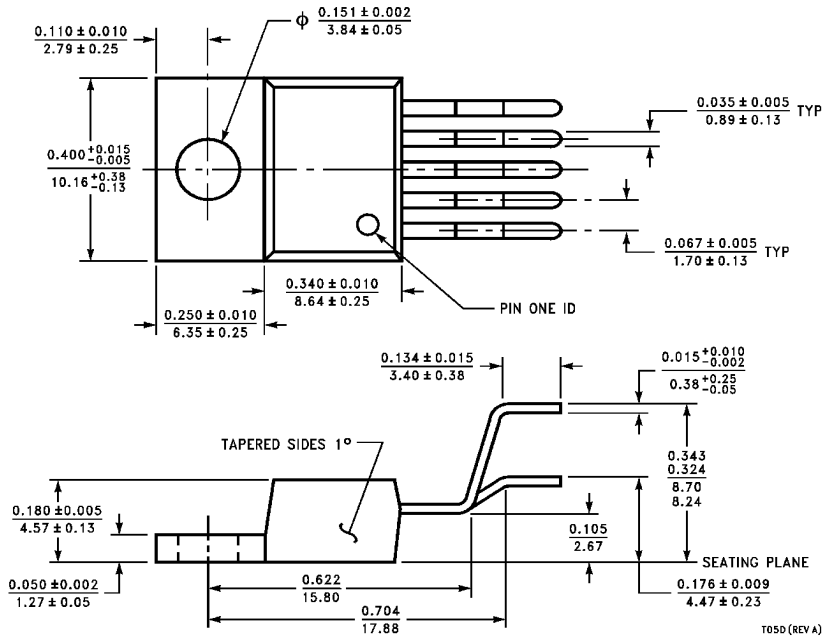 ϕ 0.151 ± 0.002
3.84 ± 0.05
0.110 ± 0.010
2.79 ± 0.25
0.035 ± 0.005 TYP
0.89 ± 0.13
0.400 +0.015 -0.005
10.16 +0.38 -0.13
0.067 ± 0.005 TYP
1.70 ± 0.13
0.340 ± 0.010
8.64 ± 0.25
PIN ONE ID
0.250 ± 0.010
6.35 ± 0.25
0.134 ± 0.015
3.40 ± 0.38
0.015 +0.010 -0.002
0.38 +0.25 -0.05
TAPERED SIDES 1°
0.343
0.324
8.70
8.24
0.180 ± 0.005
4.57 ± 0.13
0.105
2.67
SEATING PLANE
0.050 ± 0.002
1.27 ± 0.05
0.622
15.80
0.176 ± 0.009
4.47 ± 0.23
0.704
17.88
T05D (REV A)